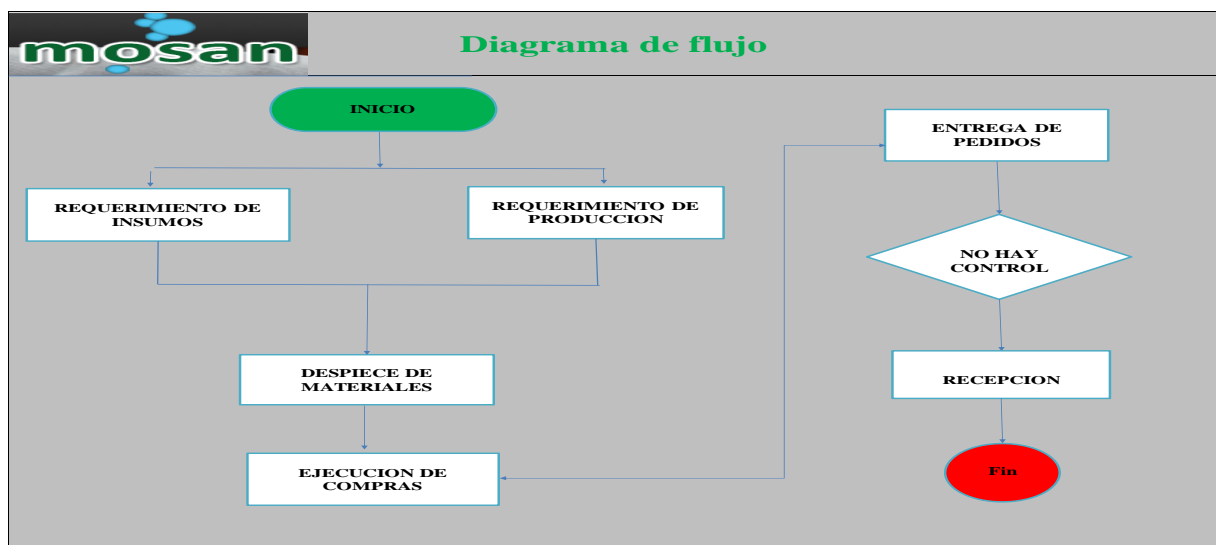 mosan
Diagrama de flujo
INICIO
REQUERIMIENTO DE
INSUMOS
REQUERIMIENTO DE
PRODUCCION
DESPIECE DE
MATERIALES
EJECUCION DE
COMPRAS
ENTREGA DE
PEDIDOS
NO HAY
CONTROL
RECEPCION
Fin